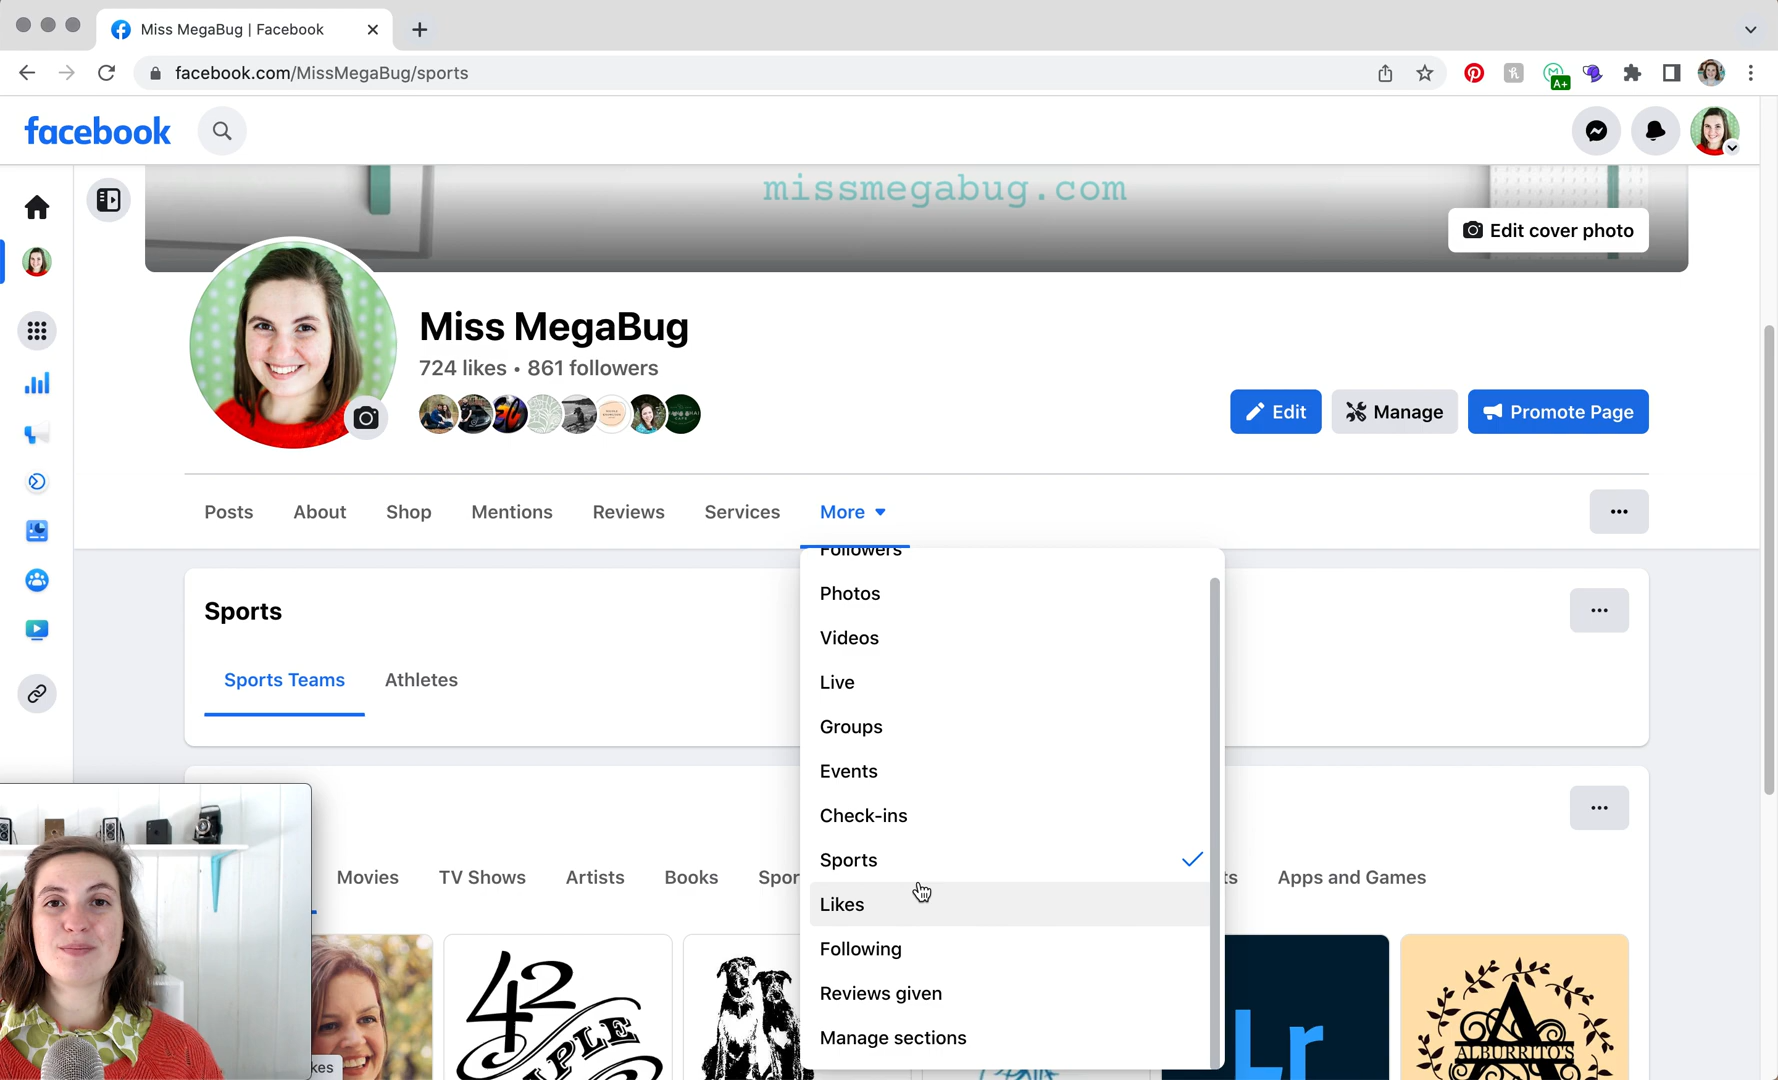 Miss MegaBug | Facebook
facebook.com/MissMegaBug/sports
A+
facebook
missmegabug.com
Edit cover photo
Miss MegaBug
724 likes • 861 followers
Edit
Manage
Promote Page
Posts
About
Shop
Mentions
Reviews
Services
More
Followers
Photos
Videos
Live
Groups
Events
Check-ins
Sports
Likes
Following
Reviews given
Manage sections
Sports
Sports Teams
Athletes
Movies
TV Shows
Artists
Books
Spor
ts
Apps and Games
kes
42
Lr
A
ALBURRITO'S